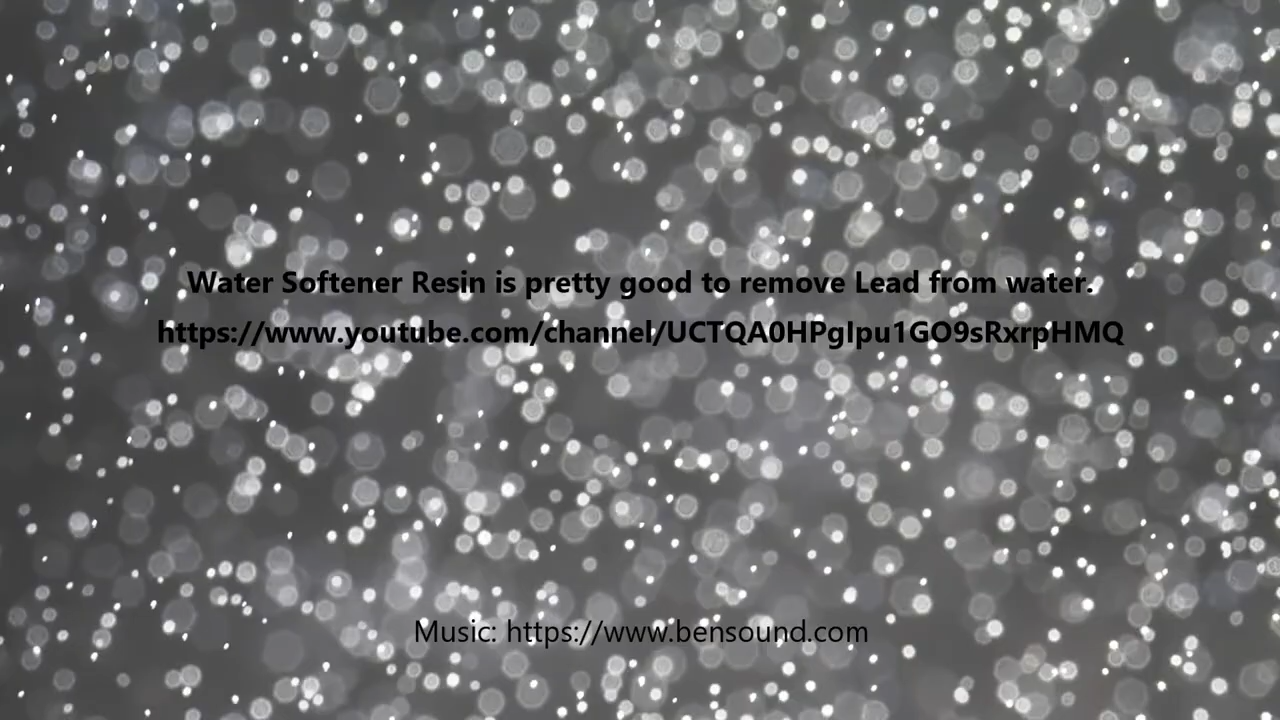 Water Softener Resin is pretty good to remove Lead from water.
https://www.youtube.com/channel/UCTQA0HPgIpu1GO9sRxrpHMQ
Music: https://www.bensound.com